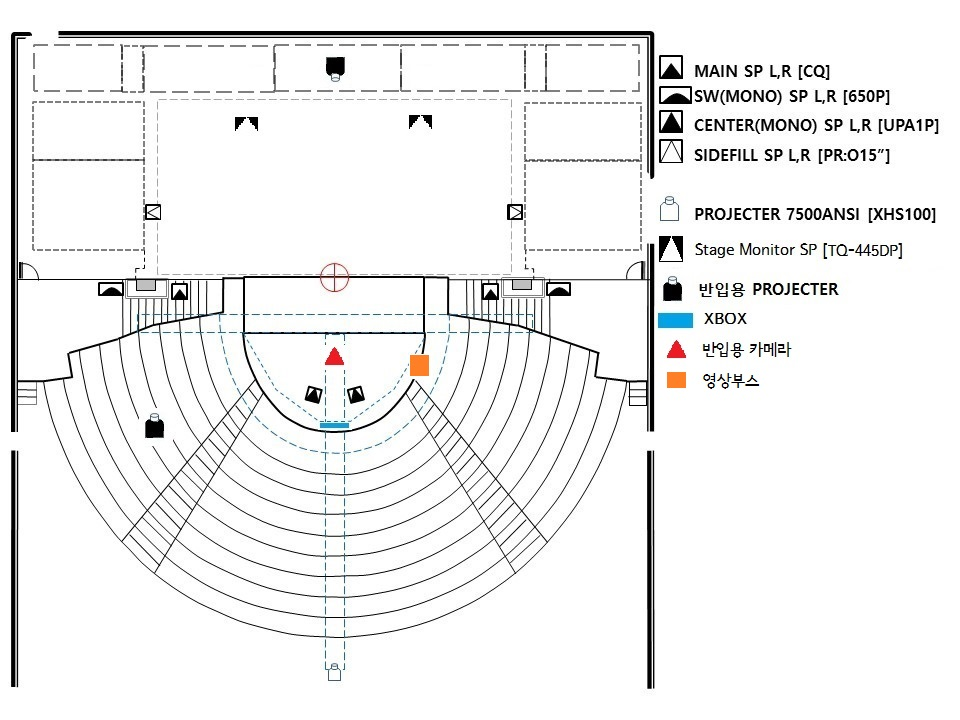 MAIN SP L,R [CQ]
SW(MONO) SP L,R [650P]
CENTER(MONO) SP L,R [UPA1P]
SIDEFILL SP L,R [PR:O15”]
PROJECTER 7500ANSI [XHS100]
Stage Monitor SP [TQ-445DP]
반입용 PROJECTER
XBOX
반입용 카메라
영상부스